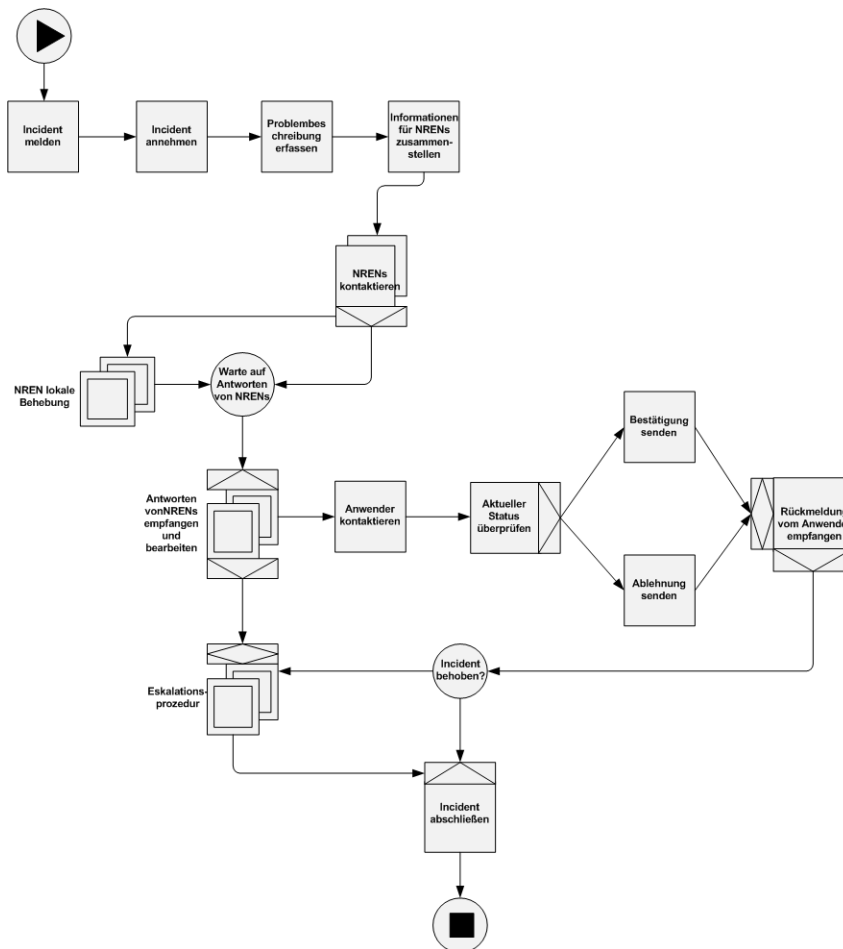 Incident
melden
Incident
annehmen
Problembes
chreibung
erfassen
Informationen
für NRENs
zusammen-
stellen
NRENs
kontaktieren
NREN lokale
Behebung
Warte auf
Antworten
von NRENs
Antworten
vonNRENs
empfangen
und
bearbeiten
Anwender
kontaktieren
Aktueller
Status
überprüfen
Bestätigung
senden
Ablehnung
senden
Rückmeldung
vom Anwender
empfangen
Eskalations-
prozedur
Incident
behoben?
Incident
abschließen